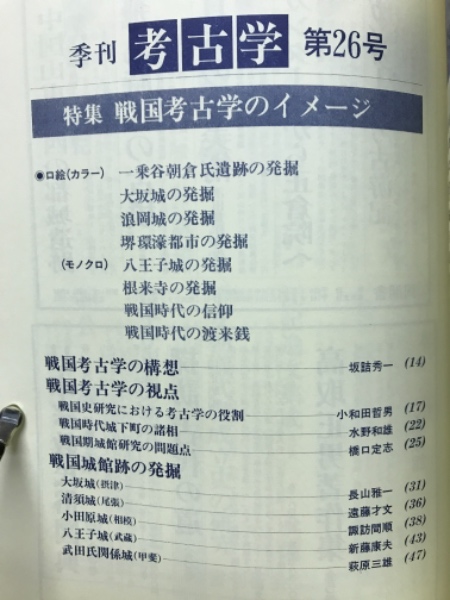 季刊 考古学 第26号
特集 戦国考古学のイメージ
●口絵(カラー) 一乗谷朝倉氏遺跡の発掘
大坂城の発掘
浪岡城の発掘
堺環濠都市の発掘
(モノクロ) 八王子城の発掘
根来寺の発掘
戦国時代の信仰
戦国時代の渡来銭
戦国考古学の構想 坂詰秀一 (14)
戦国考古学の視点
戦国史研究における考古学の役割 小和田哲男 (17)
戦国時代城下町の諸相 水野和雄 (22)
戦国期城館研究の問題点 橋口定志 (25)
戦国城館跡の発掘
大坂城(摂津) 長山雅一 (31)
清須城(尾張) 遠藤才文 (36)
小田原城(相模) 諏訪間順 (38)
八王子城(武蔵) 新藤康夫 (43)
武田氏関係城(甲斐) 萩原三雄 (47)